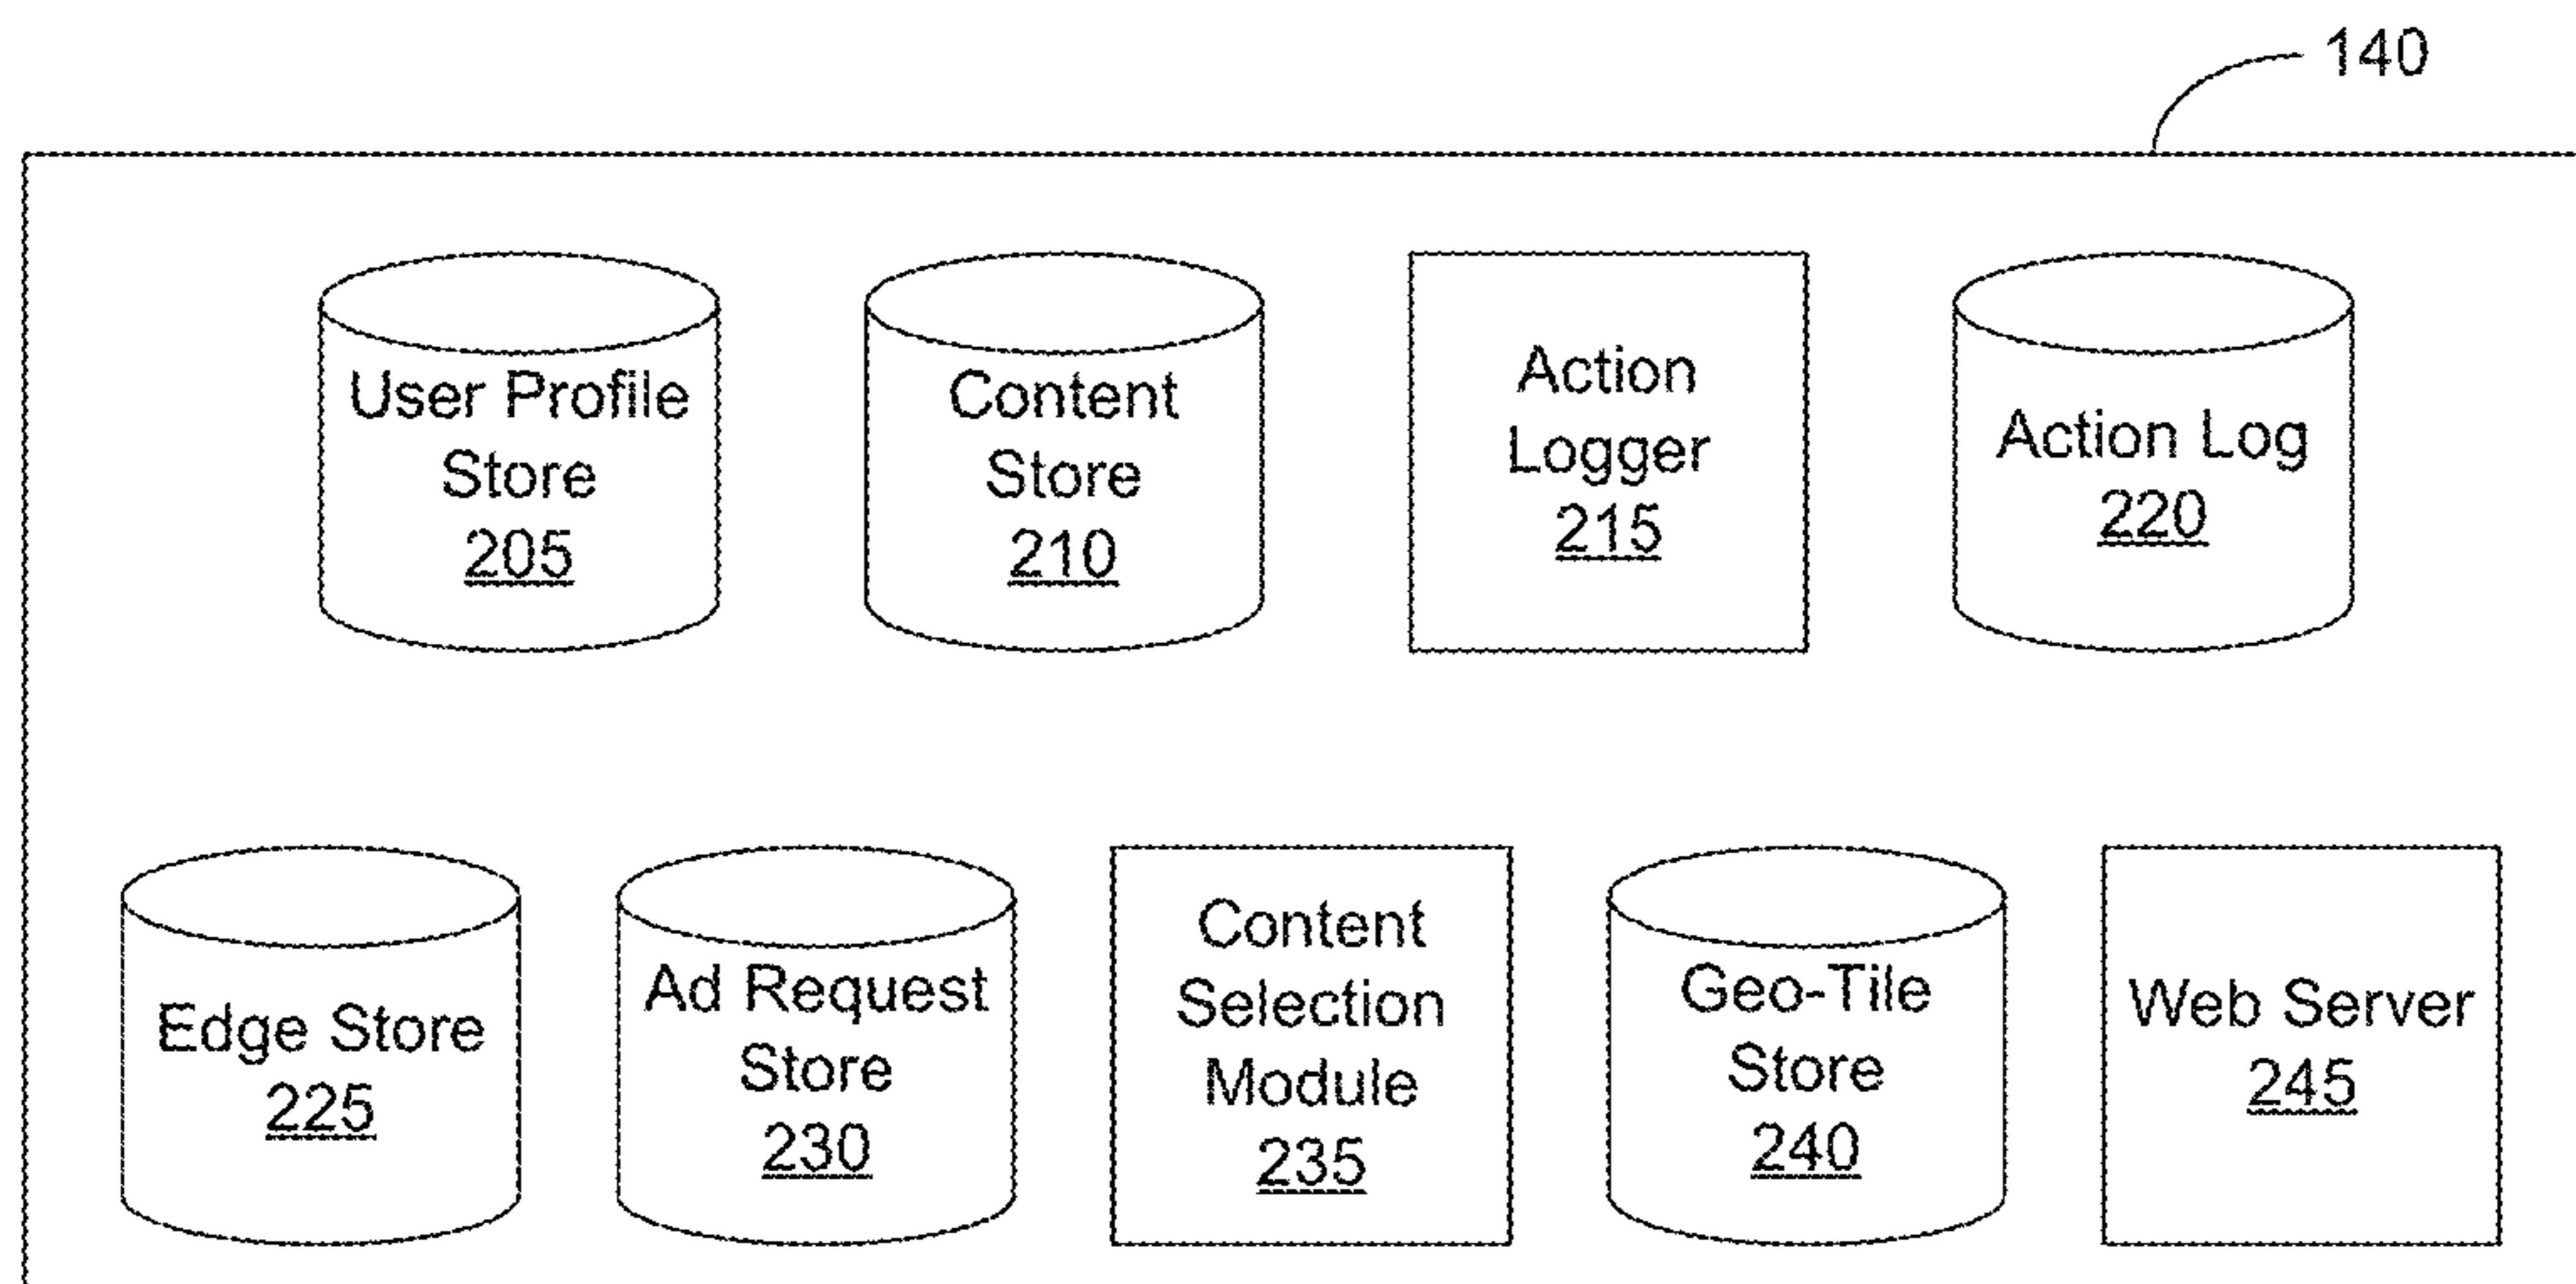 140
User Profile
Store
205
Content
Store
210
Action
Logger
215
Action Log
220
Edge Store
225
Ad Request
Store
230
Content
Selection
Module
235
Geo-Tile
Store
240
Web Server
245